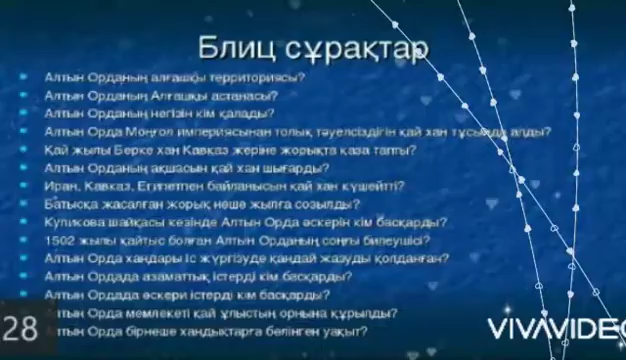 Блиц сұрақтар
Алтын Орданың алғашқы территориясы?
Алтын Орданың Алғашқы астанасы?
Алтын Орданың негізін кім қалады?
Алтын Орда Моңғол империясынан толық тәуелсіздігін қай хан тұсында алды?
Қай жылы Берке хан Кавказ жеріне жорықта қаза тапты?
Алтын Орданың ақшасын қай хан шығарды?
Иран, Кавказ, Египетпен байланысын қай хан күшейтті?
Батысқа жасалған жорық неше жылға созылды?
Куликова шайқасы кезінде Алтын Орда әскерін кім басқарды?
1502 жылы қайтыс болған Алтын Орданың соңғы билеушісі?
Алтын Орда хандары іс жүргізуде қандай жазуды қолданған?
Алтын Ордада азаматтық істерді кім басқарды?
Алтын Ордада әскери істерді кім басқарды?
Алтын Орда мемлекеті қай ұлыстың орнына құрылды?
тын Орда бірнеше хандықтарға бөлінген уақыт?
28
VIVAVIDEO